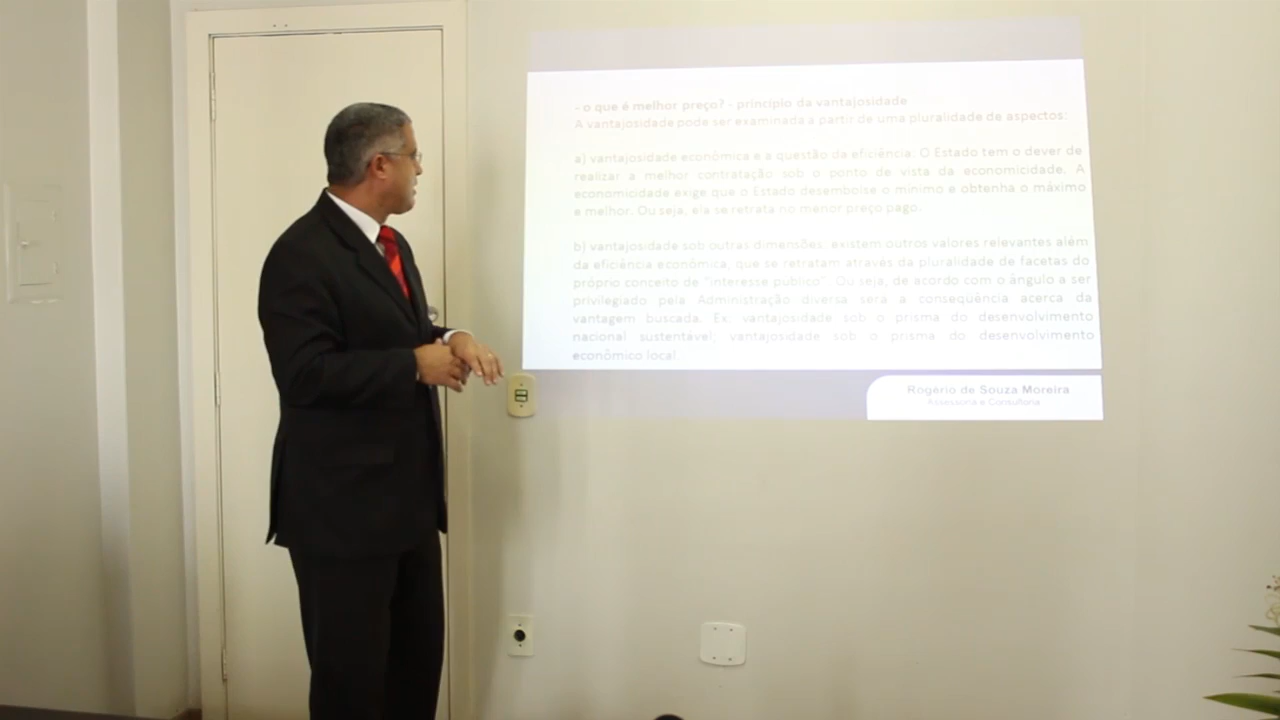 - o que é melhor preço? - princípio da vantajosidade
A vantajosidade pode ser examinada a partir de uma pluralidade de aspectos:
a) vantajosidade econômica e a questão da eficiência: O Estado tem o dever de
realizar a melhor contratação sob o ponto de vista da economicidade. A
economicidade exige que o Estado desembolse o mínimo e obtenha o máximo
e melhor. Ou seja, ela se retrata no menor preço pago.
b) vantajosidade sob outras dimensões: existem outros valores relevantes além
da eficiência econômica, que se retratam através da pluralidade de facetas do
próprio conceito de "interesse público". Ou seja, de acordo com o ângulo a ser
privilegiado pela Administração diversa será a consequência acerca da
vantagem buscada. Ex: vantajosidade sob o prisma do desenvolvimento
nacional sustentável; vantajosidade sob o prisma do desenvolvimento
econômico local.
Rogério de Souza Moreira
Assessoria e Consultoria